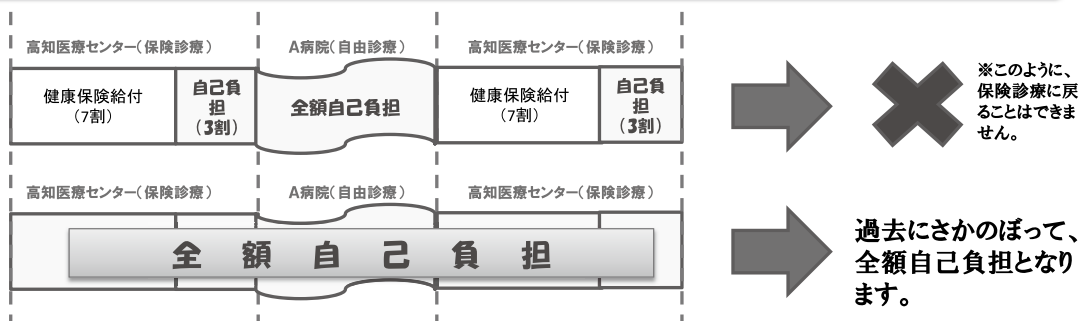 高知医療センター（保険診療）
A病院（自由診療）
高知医療センター（保険診療）
健康保険給付
（7割）
自己負
担
（3割）
全額自己負担
健康保険給付
（7割）
自己負
担
（3割）
※このように、
保険診療に戻
ることはできま
せん。
高知医療センター（保険診療）
A病院（自由診療）
高知医療センター（保険診療）
全額自己負担
過去にさかのぼって、
全額自己負担となり
ます。